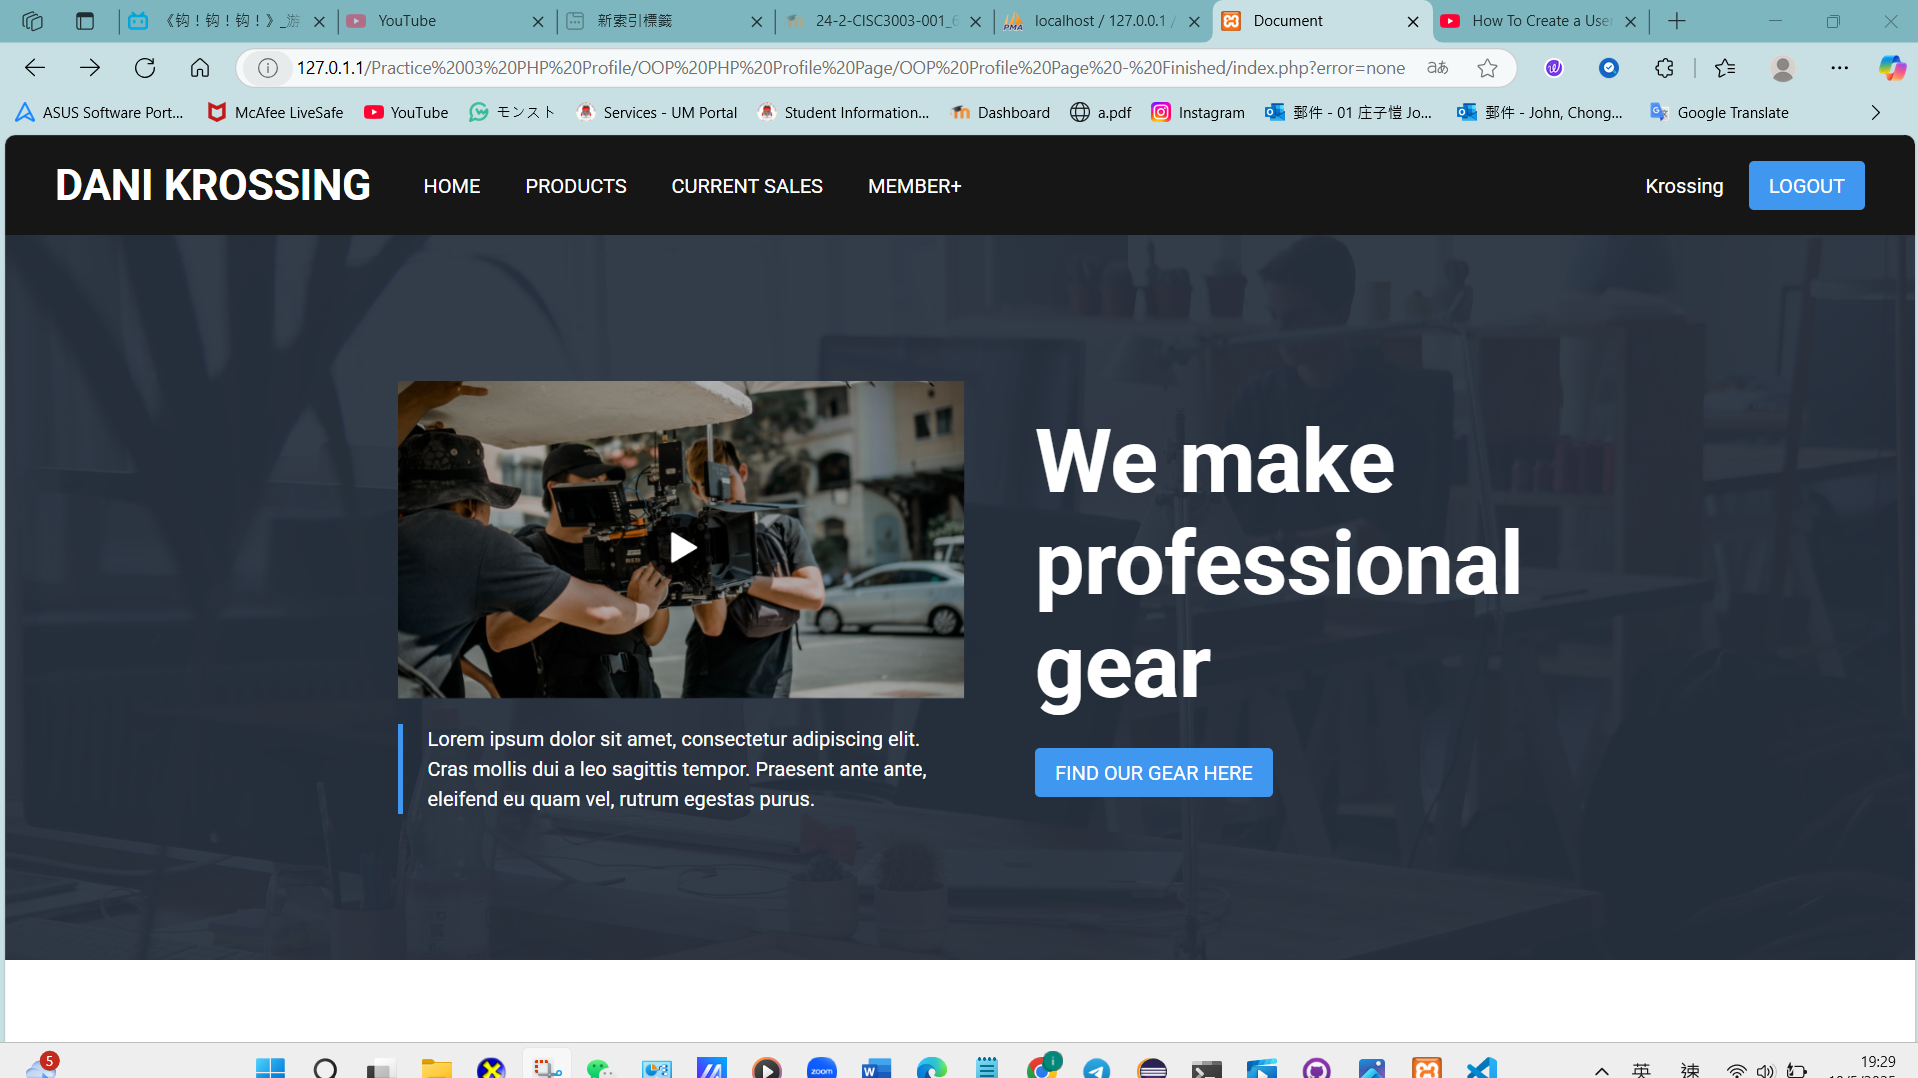 《钩！钩！钩！》_游
YouTube
新索引標籤
24-2-CISC3003-001_6
localhost / 127.0.0.1 /
Document
How To Create a User
127.0.1.1/Practice%2003%20PHP%20Profile/OOP%20PHP%20Profile%20Page/OOP%20Profile%20Page%20-%20Finished/index.php?error=none
ASUS Software Port...
McAfee LiveSafe
YouTube
モンスト
Services - UM Portal
Student Information...
Dashboard
a.pdf
Instagram
郵件 - 01 庄子愷 Jo...
郵件 - John, Chong...
Google Translate
DANI KROSSING
HOME
PRODUCTS
CURRENT SALES
MEMBER+
Krossing
LOGOUT
We make
professional
gear
Lorem ipsum dolor sit amet, consectetur adipiscing elit.
Cras mollis dui a leo sagittis tempor. Praesent ante ante,
eleifend eu quam vel, rutrum egestas purus.
FIND OUR GEAR HERE
5
zoom
英
速
19:29